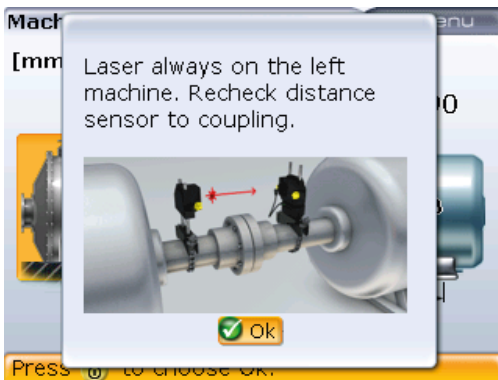 Mach
enu
[mm
Laser always on the left
machine. Recheck distance
sensor to coupling.
Ok
Press to choose Ok.